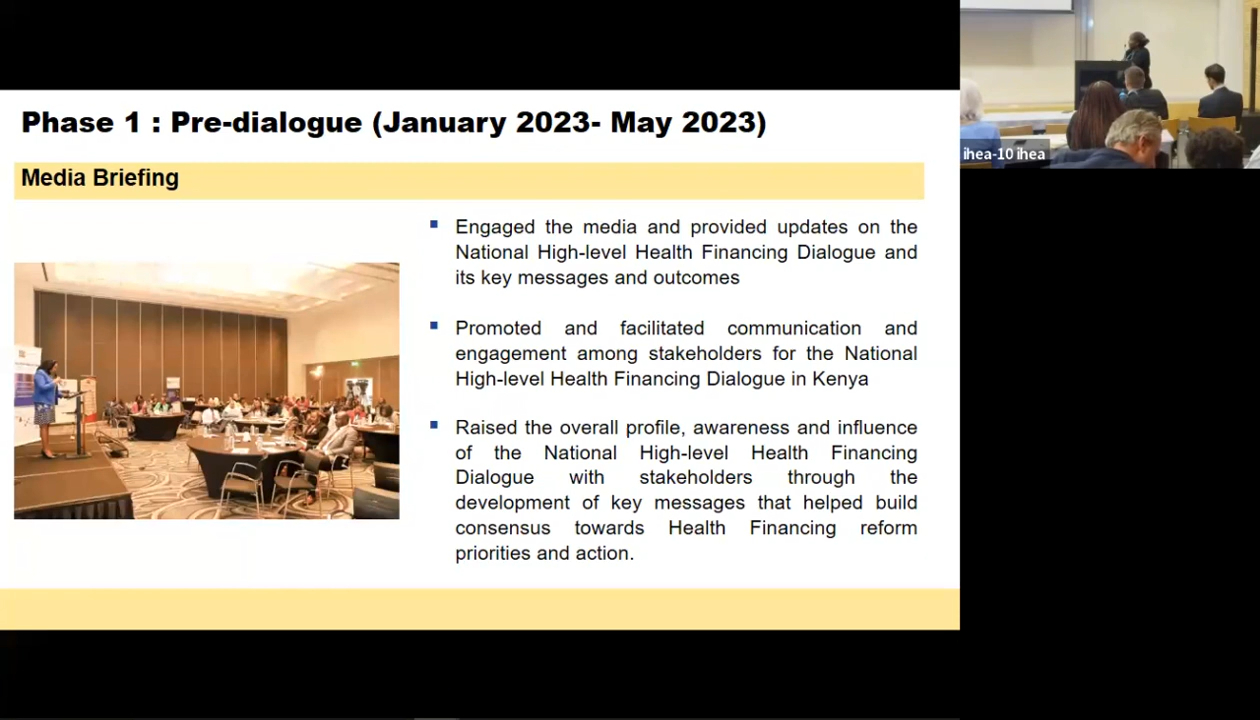 Phase 1 : Pre-dialogue (January 2023- May 2023)
Media Briefing
Engaged the media and provided updates on the
National High-level Health Financing Dialogue and
its key messages and outcomes
Promoted and facilitated communication and
engagement among stakeholders for the National
High-level Health Financing Dialogue in Kenya
Raised the overall profile, awareness and influence
of the National High-level Health Financing
Dialogue with stakeholders through the
development of key messages that helped build
consensus towards Health Financing reform
priorities and action.
ihea-10 ihea